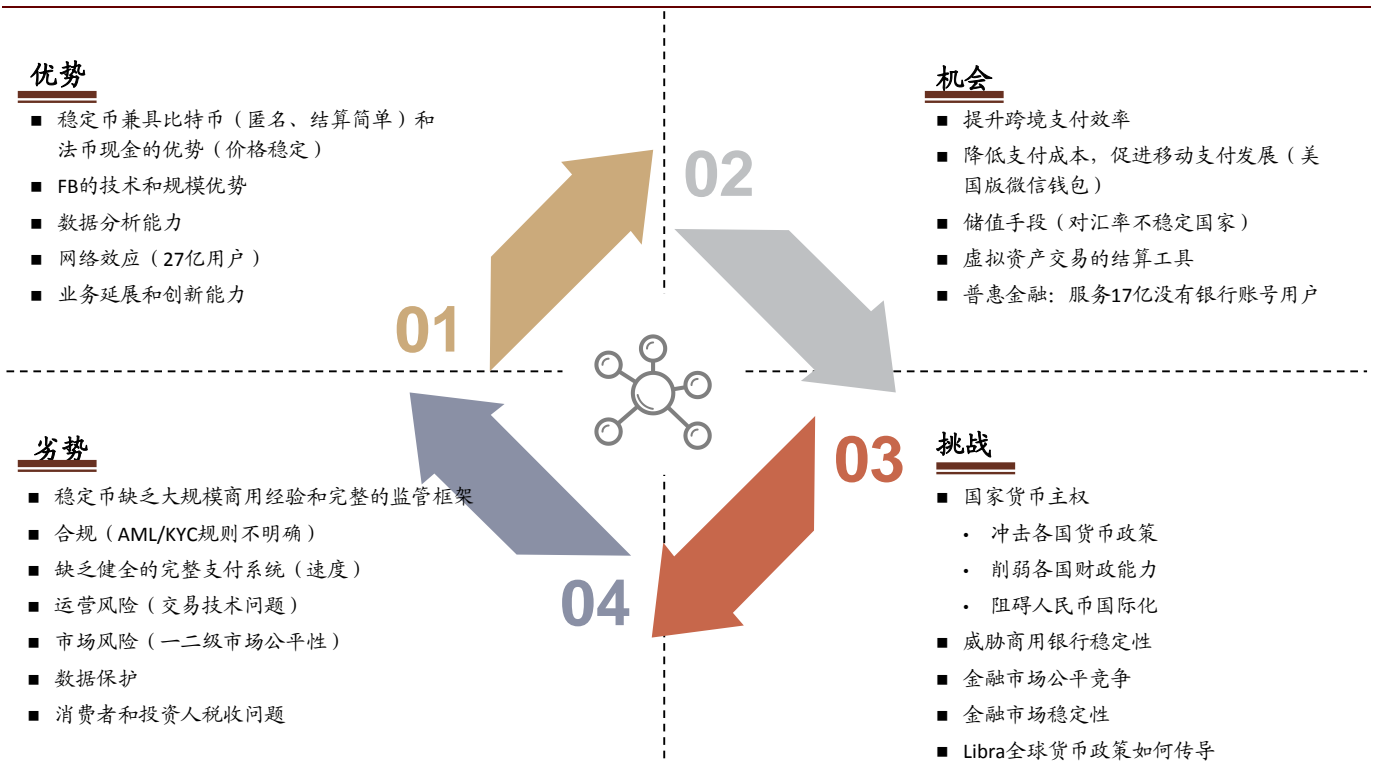 优势
■ 稳定币兼具比特币（匿名、结算简单）和
法币现金的优势（价格稳定）
■ FB的技术和规模优势
■ 数据分析能力
■ 网络效应（27亿用户）
■ 业务延展和创新能力
01
02
机会
■ 提升跨境支付效率
■ 降低支付成本，促进移动支付发展（美
国版微信钱包）
■ 储值手段（对汇率不稳定国家）
■ 虚拟资产交易的结算工具
■ 普惠金融：服务17亿没有银行账号用户
劣势
■ 稳定币缺乏大规模商用经验和完整的监管框架
■ 合规（AML/KYC规则不明确）
■ 缺乏健全的完整支付系统（速度）
■ 运营风险（交易技术问题）
■ 市场风险（一二级市场公平性）
■ 数据保护
■ 消费者和投资人税收问题
04
03
挑战
■ 国家货币主权
• 冲击各国货币政策
• 削弱各国财政能力
• 阻碍人民币国际化
■ 威胁商用银行稳定性
■ 金融市场公平竞争
■ 金融市场稳定性
■ Libra全球货币政策如何传导